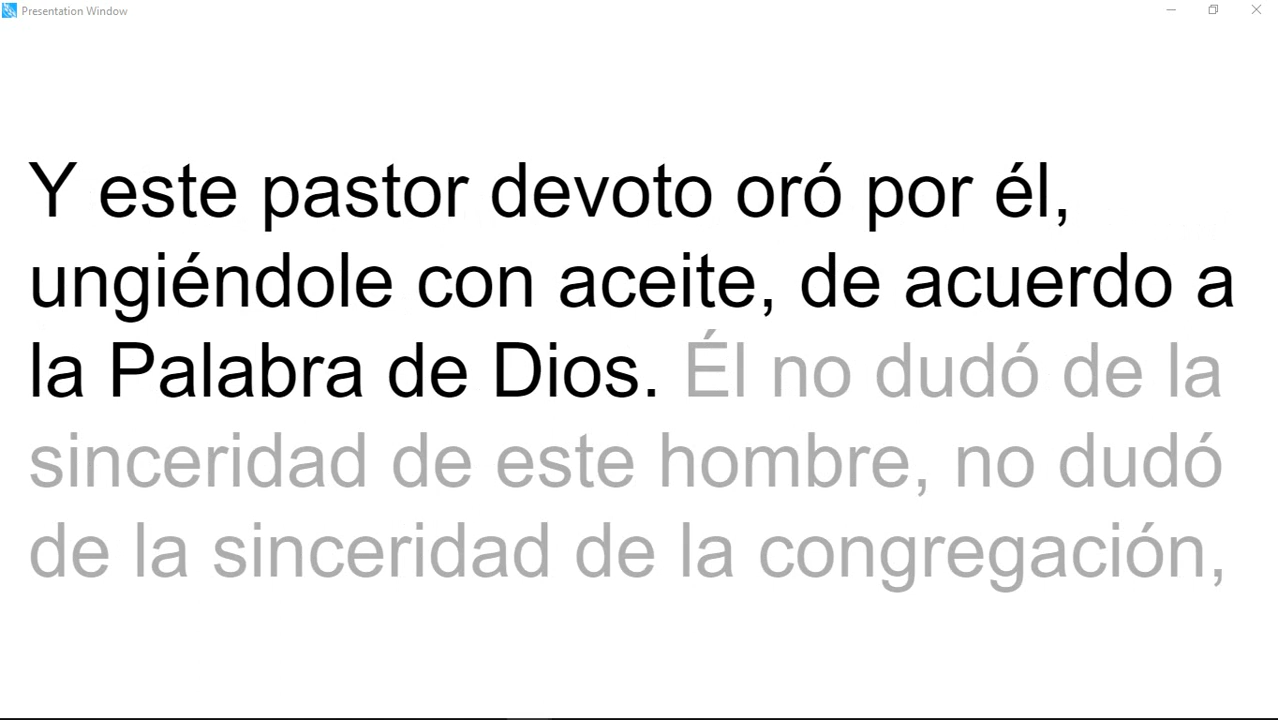 Presentation Window
Y este pastor devoto oró por él,
ungiéndole con aceite, de acuerdo a
la Palabra de Dios. Él no dudó de la
sinceridad de este hombre, no dudó
de la sinceridad de la congregación,